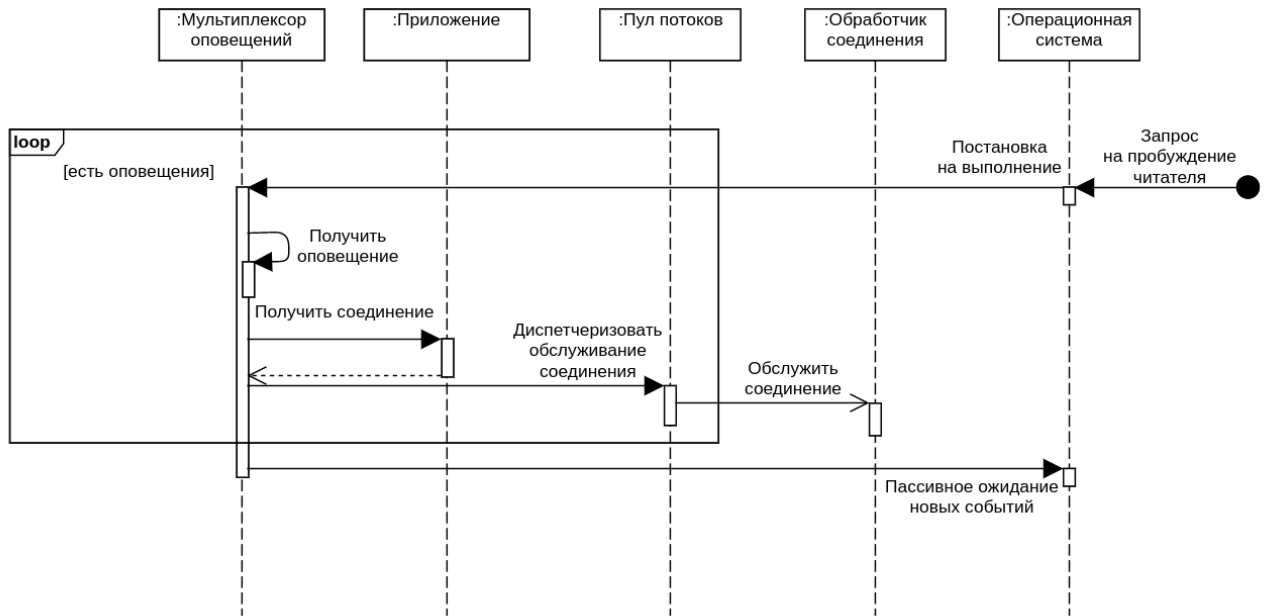 :Мультиплексор
оповещений
:Приложение
:Пул потоков
:Обработчик
соединения
:Операционная
система
loop
[есть оповещения]
Постановка
на выполнение
Запрос
на пробуждение
читателя
Получить
оповещение
Получить соединение
Диспетчеризовать
обслуживание
соединения
Обслужить
соединение
Пассивное ожидание
новых событий